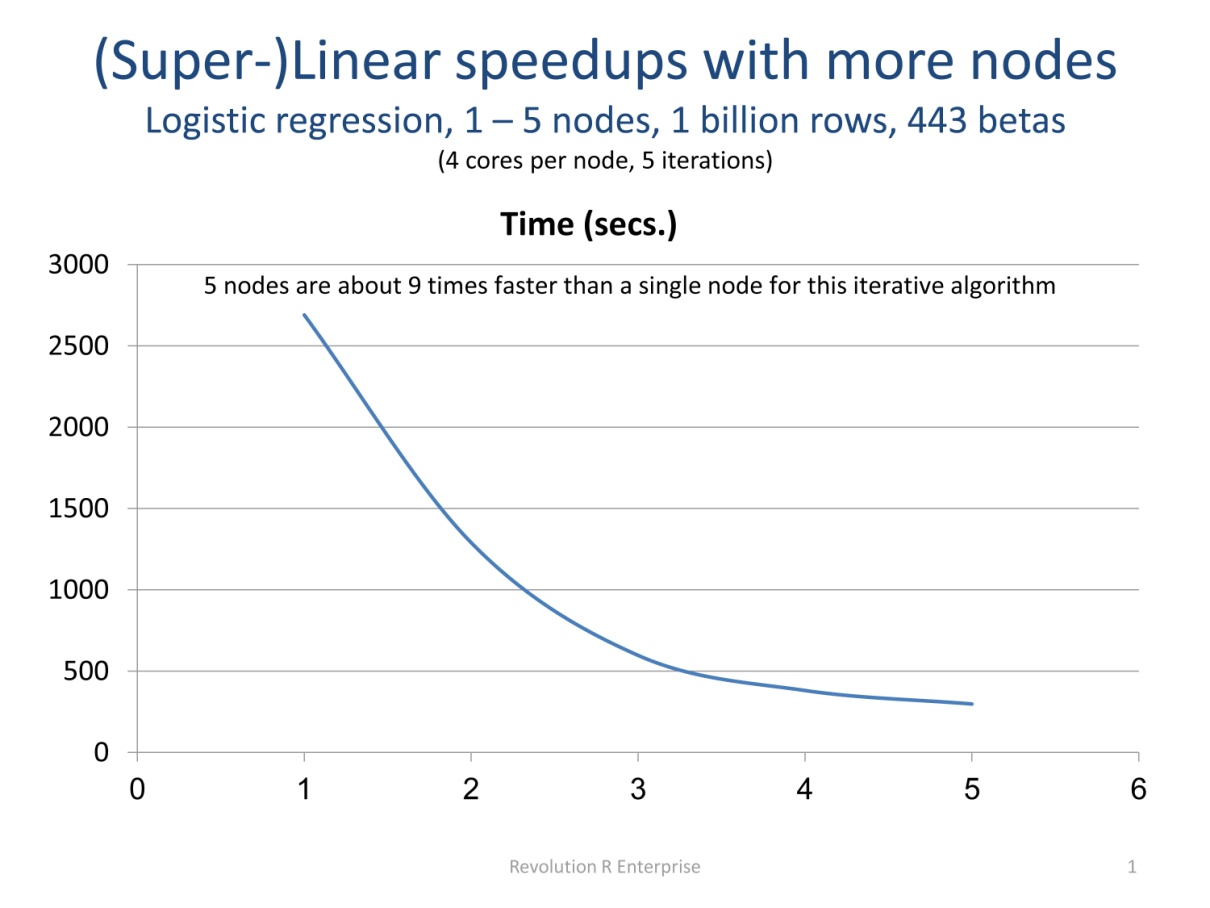 (Super-)Linear speedups with more nodes
Logistic regression, 1 – 5 nodes, 1 billion rows, 443 betas
(4 cores per node, 5 iterations)
Time (secs.)
3000
5 nodes are about 9 times faster than a single node for this iterative algorithm
2500
2000
1500
1000
500
0
0 1 2 3 4 5 6
Revolution R Enterprise 1